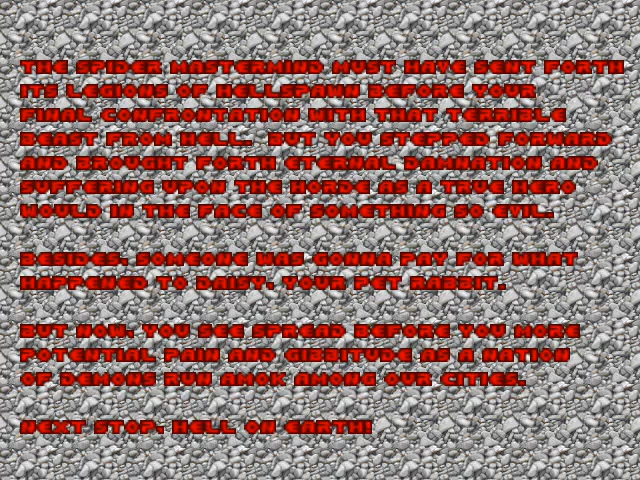 THE SPIDER MASTERMIND MUST HAVE SENT FORTH
ITS LEGIONS OF HELLSPAWN BEFORE YOUR
FINAL CONFRONTATION WITH THAT TERRIBLE
BEAST FROM HELL.  BUT YOU STEPPED FORWARD
AND BROUGHT FORTH ETERNAL DAMNATION AND
SUFFERING UPON THE HORDE AS A TRUE HERO
WOULD IN THE FACE OF SOMETHING SO EVIL.

BESIDES, SOMEONE WAS GONNA PAY FOR WHAT
HAPPENED TO DAISY, YOUR PET RABBIT.

BUT NOW, YOU SEE SPREAD BEFORE YOU MORE
POTENTIAL PAIN AND GIBBITUDE AS A NATION
OF DEMONS RUN AMOK AMONG OUR CITIES.

NEXT STOP, HELL ON EARTH!